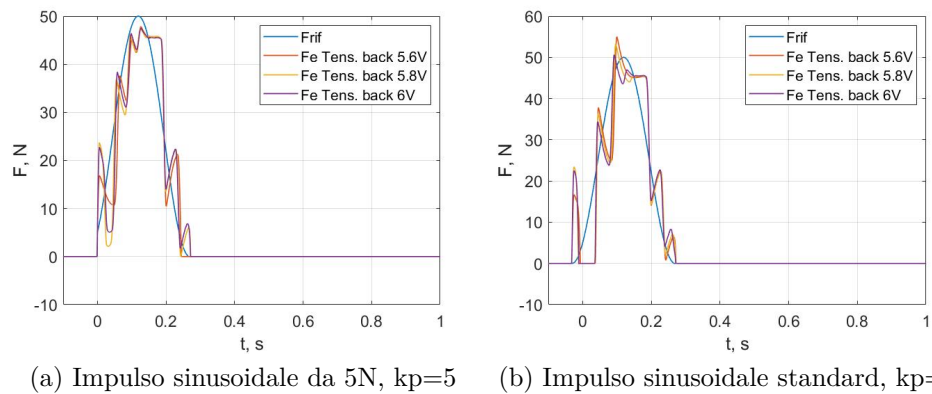 50
40
30
20
10
0
-10
F, N
0
0.2
0.4
0.6
0.8
1
t, s
Frif
Fe Tens. back 5.6V
Fe Tens. back 5.8V
Fe Tens. back 6V
(a) Impulso sinusoidale da 5N, kp=5
60
50
40
30
20
10
0
-10
F, N
0
0.2
0.4
0.6
0.8
1
t, s
Frif
Fe Tens. back 5.6V
Fe Tens. back 5.8V
Fe Tens. back 6V
(b) Impulso sinusoidale standard, kp=